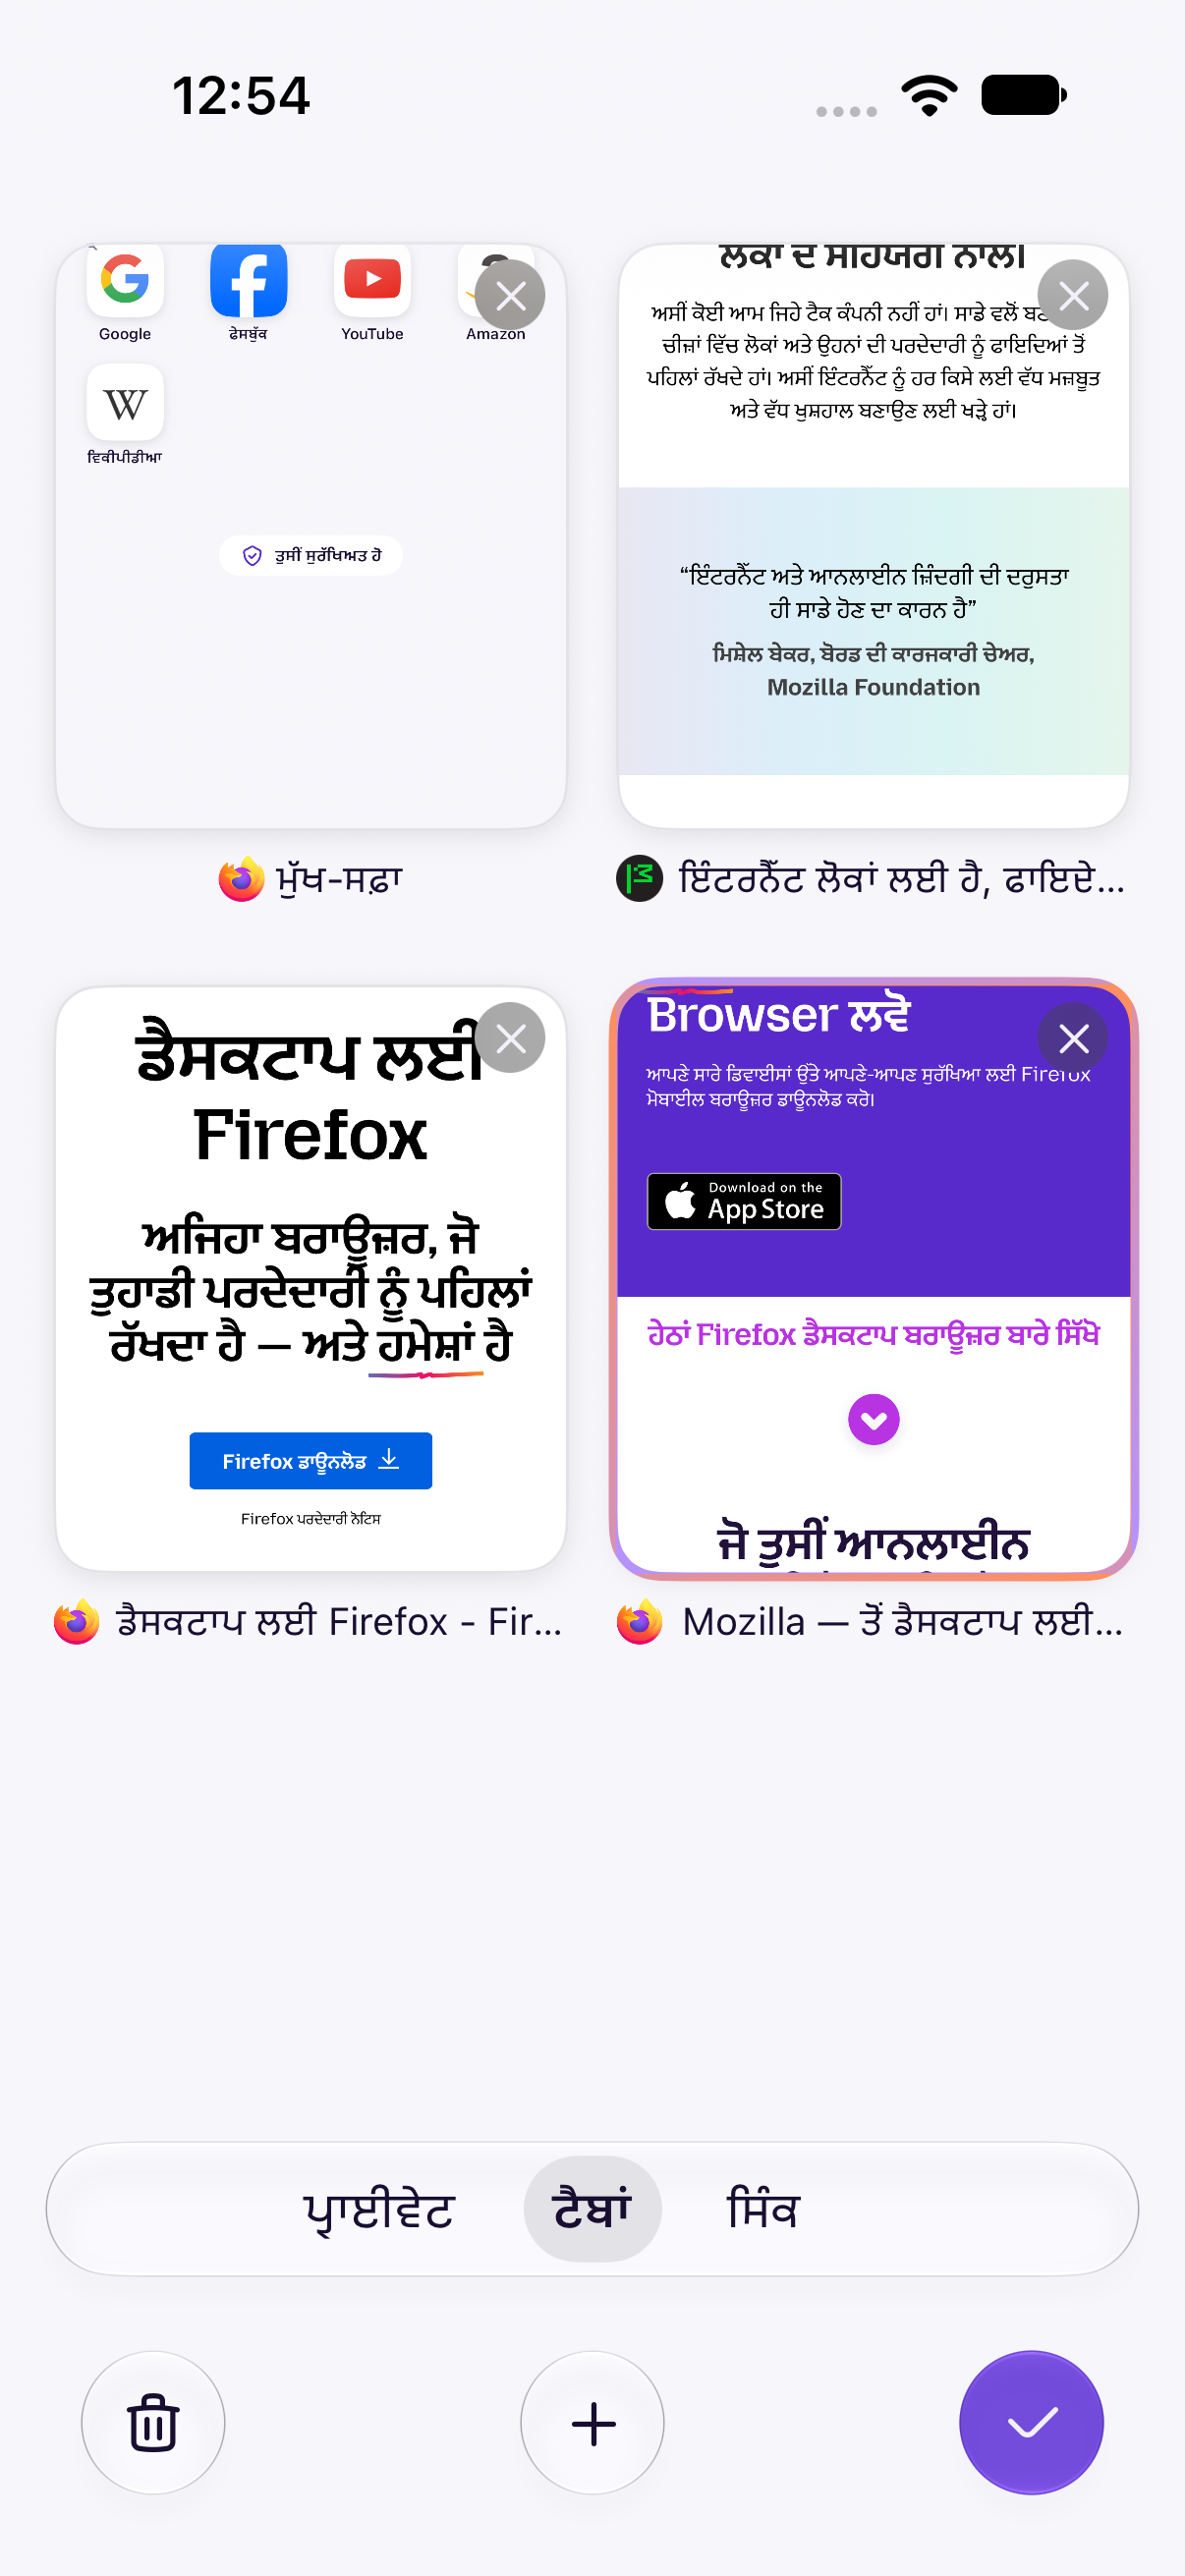 12:54
Google
ਫੇਸਬੁੱਕ
YouTube
Amazon
ਵਿਕੀਪੀਡੀਆ
ਤੁਸੀਂ ਸੁਰੱਖਿਅਤ ਹੋ
ਮੁੱਖ-ਸਫ਼ਾ
ਨਾਲ।
ਅਸੀਂ ਕੋਈ ਆਮ ਜਿਹੇ ਟੈਕ ਕੰਪਨੀ ਨਹੀਂ ਹਾਂ। ਸਾਡੇ ਵਲੋਂ
ਚੀਜ਼ਾਂ ਵਿੱਚ ਲੋਕਾਂ ਅਤੇ ਉਹਨਾਂ ਦੀ ਪਰਦੇਦਾਰੀ ਨੂੰ ਫਾਇਦਿਆਂ ਤੋਂ
ਪਹਿਲਾਂ ਰੱਖਦੇ ਹਾਂ। ਅਸੀਂ ਇੰਟਰਨੈੱਟ ਨੂੰ ਹਰ ਕਿਸੇ ਲਈ ਵੱਧ ਮਜ਼ਬੂਤ
ਅਤੇ ਵੱਧ ਖੁਸ਼ਹਾਲ ਬਣਾਉਣ ਲਈ ਖੜ੍ਹੇ ਹਾਂ।
“ਇੰਟਰਨੈੱਟ ਅਤੇ ਆਨਲਾਈਨ ਜ਼ਿੰਦਗੀ ਦੀ ਦਰੁਸਤਾ
ਹੀ ਸਾਡੇ ਹੋਣ ਦਾ ਕਾਰਨ ਹੈ”
ਮਿਸ਼ੇਲ ਬੇਕਰ, ਬੋਰਡ ਦੀ ਕਾਰਜਕਾਰੀ ਚੇਅਰ,
Mozilla Foundation
ਇੰਟਰਨੈੱਟ ਲੋਕਾਂ ਲਈ ਹੈ, ਫਾਇਦੇ...
ਡੈਸਕਟਾਪ ਲਈ
Firefox
ਅਜਿਹਾ ਬਰਾਊਜ਼ਰ, ਜੋ
ਤੁਹਾਡੀ ਪਰਦੇਦਾਰੀ ਨੂੰ ਪਹਿਲਾਂ
ਰੱਖਦਾ ਹੈ — ਅਤੇ ਹਮੇਸ਼ਾਂ ਹੈ
Firefox ਡਾਊਨਲੋਡ
Firefox ਪਰਦੇਦਾਰੀ ਨੋਟਿਸ
ਡੈਸਕਟਾਪ ਲਈ Firefox - Fir...
Browser ਲਵੋ
ਆਪਣੇ ਸਾਰੇ ਡਿਵਾਈਸਾਂ ਉੱਤੇ ਆਪਣੇ-ਆਪਣ ਸੁਰੱਖਿਆ ਲਈ Firefox
ਮੋਬਾਈਲ ਬਰਾਊਜ਼ਰ ਡਾਊਨਲੋਡ ਕਰੋ।
Download on the
App Store
ਹੇਠਾਂ Firefox ਡੈਸਕਟਾਪ ਬਰਾਊਜ਼ਰ ਬਾਰੇ ਸਿੱਖੋ
ਜੋ ਤੁਸੀਂ ਆਨਲਾਈਨ
Mozilla — ਤੋਂ ਡੈਸਕਟਾਪ ਲਈ...
ਪ੍ਰਾਈਵੇਟ
ਟੈਬਾਂ
ਸਿੰਕ